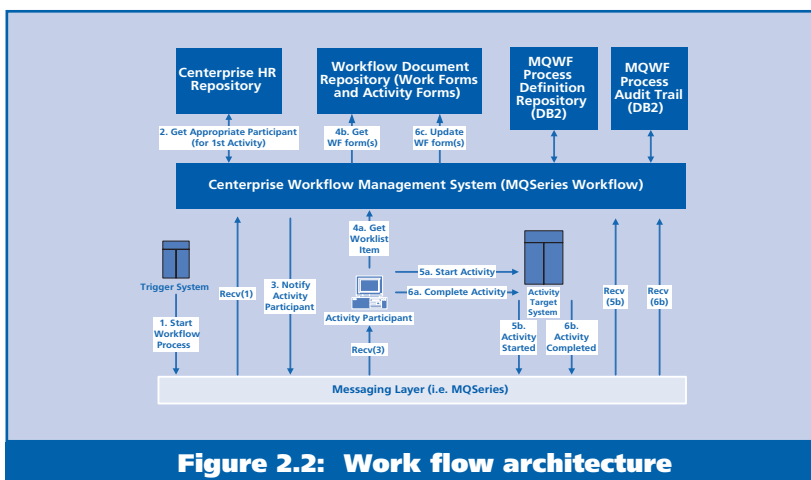 Centerprise HR
Repository
Workflow Document
Repository (Work Forms
and Activity Forms)
MQWF
Process
Definition
Repository
(DB2)
MQWF
Process
Audit Trail
(DB2)
2. Get Appropriate Participant
(for 1st Activity)
4b. Get
WF form(s)
6c. Update
WF form(s)
Centerprise Workflow Management System (MQSeries Workflow)
4a. Get
Worklist
Item
Trigger System
Recv(1)
3. Notify
Activity
Participant
5a. Start Activity
6a. Complete Activity
Activity Participant
Activity
Target
System
Recv
(5b)
Recv
(6b)
1. Start
Workflow
Process
Recv(3)
5b.
Activity
Started
6b.
Activity
Completed
Messaging Layer (i.e. MQSeries)
Figure 2.2: Work flow architecture